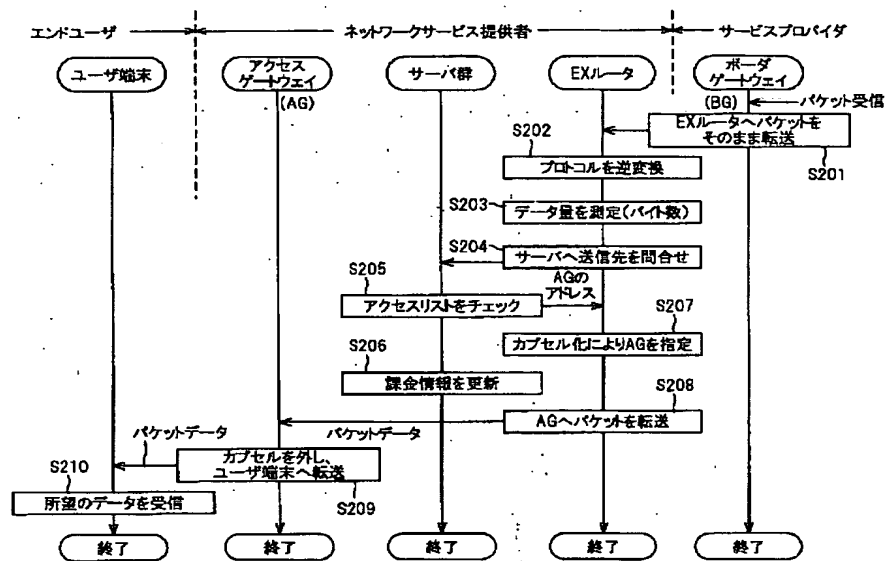 エンドユーザ
ネットワークサービス提供者
サービスプロバイダ
ユーザ端末
アクセス
ゲートウェイ
(AG)
サーバ群
EXルータ
ボーダ
ゲートウェイ
(BG)
パケット受信
EXルータへパケットを
そのまま転送
S201
S202
プロトコルを逆変換
S203
データ量を測定(バイト数)
S204
サーバへ送信先を問合せ
S205
アクセスリストをチェック
AGの
アドレス
S207
カプセル化によりAGを指定
S206
課金情報を更新
S208
AGへパケットを転送
パケットデータ
パケットデータ
カプセルを外し、
ユーザ端末へ転送
S209
S210
所望のデータを受信
終了
終了
終了
終了
終了